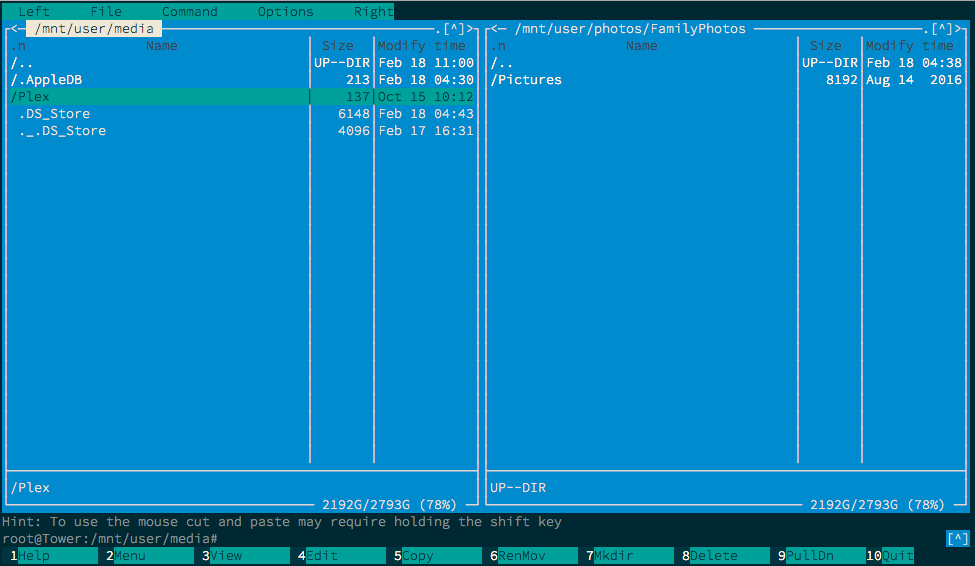 Left File Command Options Right
<─ /mnt/user/media .[^]>
<─ /mnt/user/photos/FamilyPhotos .[^]>
.n Name Size Modify time
.n Name Size Modify time
/.. UP--DIR Feb 18 11:00
/.. UP--DIR Feb 18 04:38
/.AppleDB 213 Feb 18 04:30
/Pictures 8192 Aug 14 2016
/Plex 137 Oct 15 10:12
.DS_Store 6148 Feb 18 04:43
._.DS_Store 4096 Feb 17 16:31
/Plex
UP--DIR
2192G/2793G (78%)
2192G/2793G (78%)
Hint: To use the mouse cut and paste may require holding the shift key
root@Tower:/mnt/user/media# [^]
1Help 2Menu 3View 4Edit 5Copy 6RenMov 7Mkdir 8Delete 9PullDn 10Quit